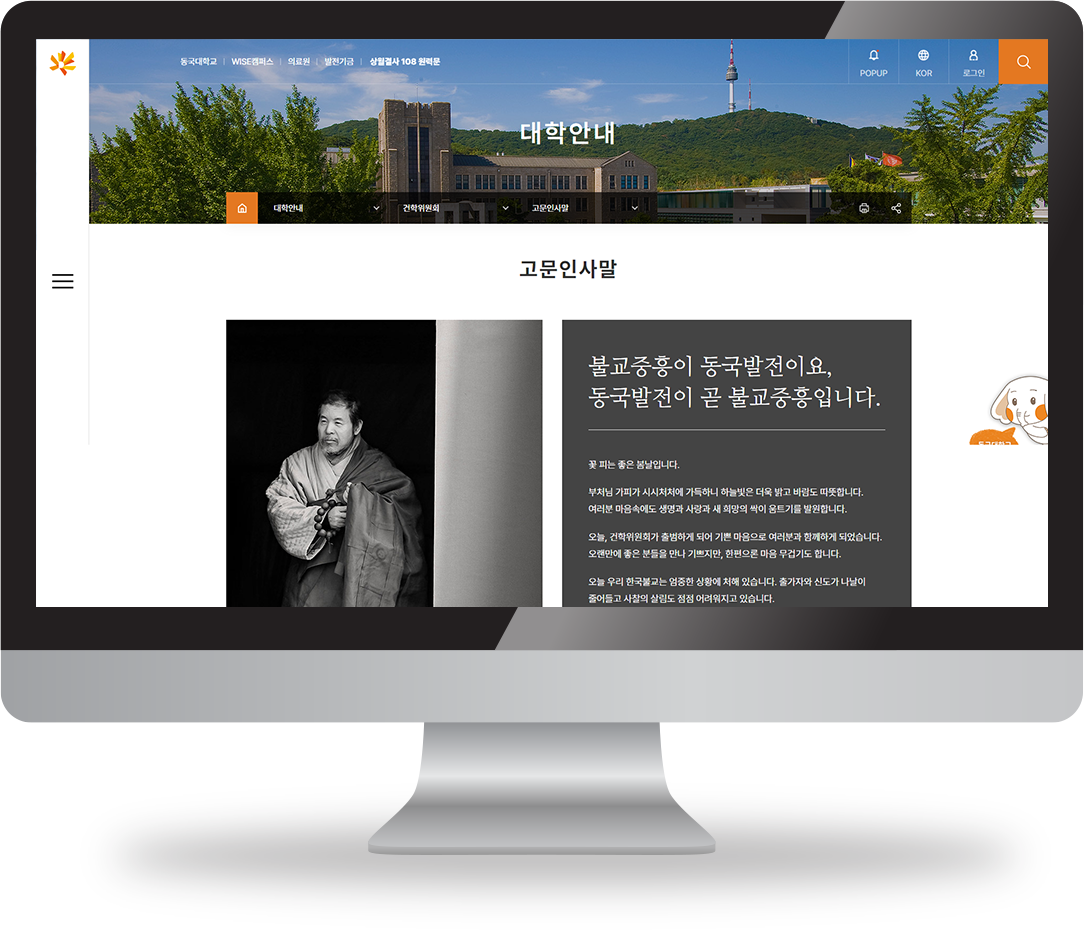 동국대학교 WISE캠퍼스 의료원 발전기금 상월결사 108 원력문
POPUP KOR 로그인
대학안내
대학안내 건학위원회 고문인사말
고문인사말
불교중흥이 동국발전이요,
동국발전이 곧 불교중흥입니다.
꽃 피는 좋은 봄날입니다.
부처님 가피가 시시처처에 가득하니 하늘빛은 더욱 밝고 바람도 따뜻합니다.
여러분 마음속에도 생명과 사랑과 새 희망의 싹이 움트기를 발원합니다.
오늘, 건학위원회가 출범하게 되어 기쁜 마음으로 여러분과 함께하게 되었습니다.
오랜만에 좋은 분들을 만나 기쁘지만, 한편으론 마음 무겁기도 합니다.
오늘 우리 한국불교는 엄중한 상황에 처해 있습니다. 출가자와 신도가 나날이
줄어들고 사찰의 살림도 점점 어려워지고 있습니다.